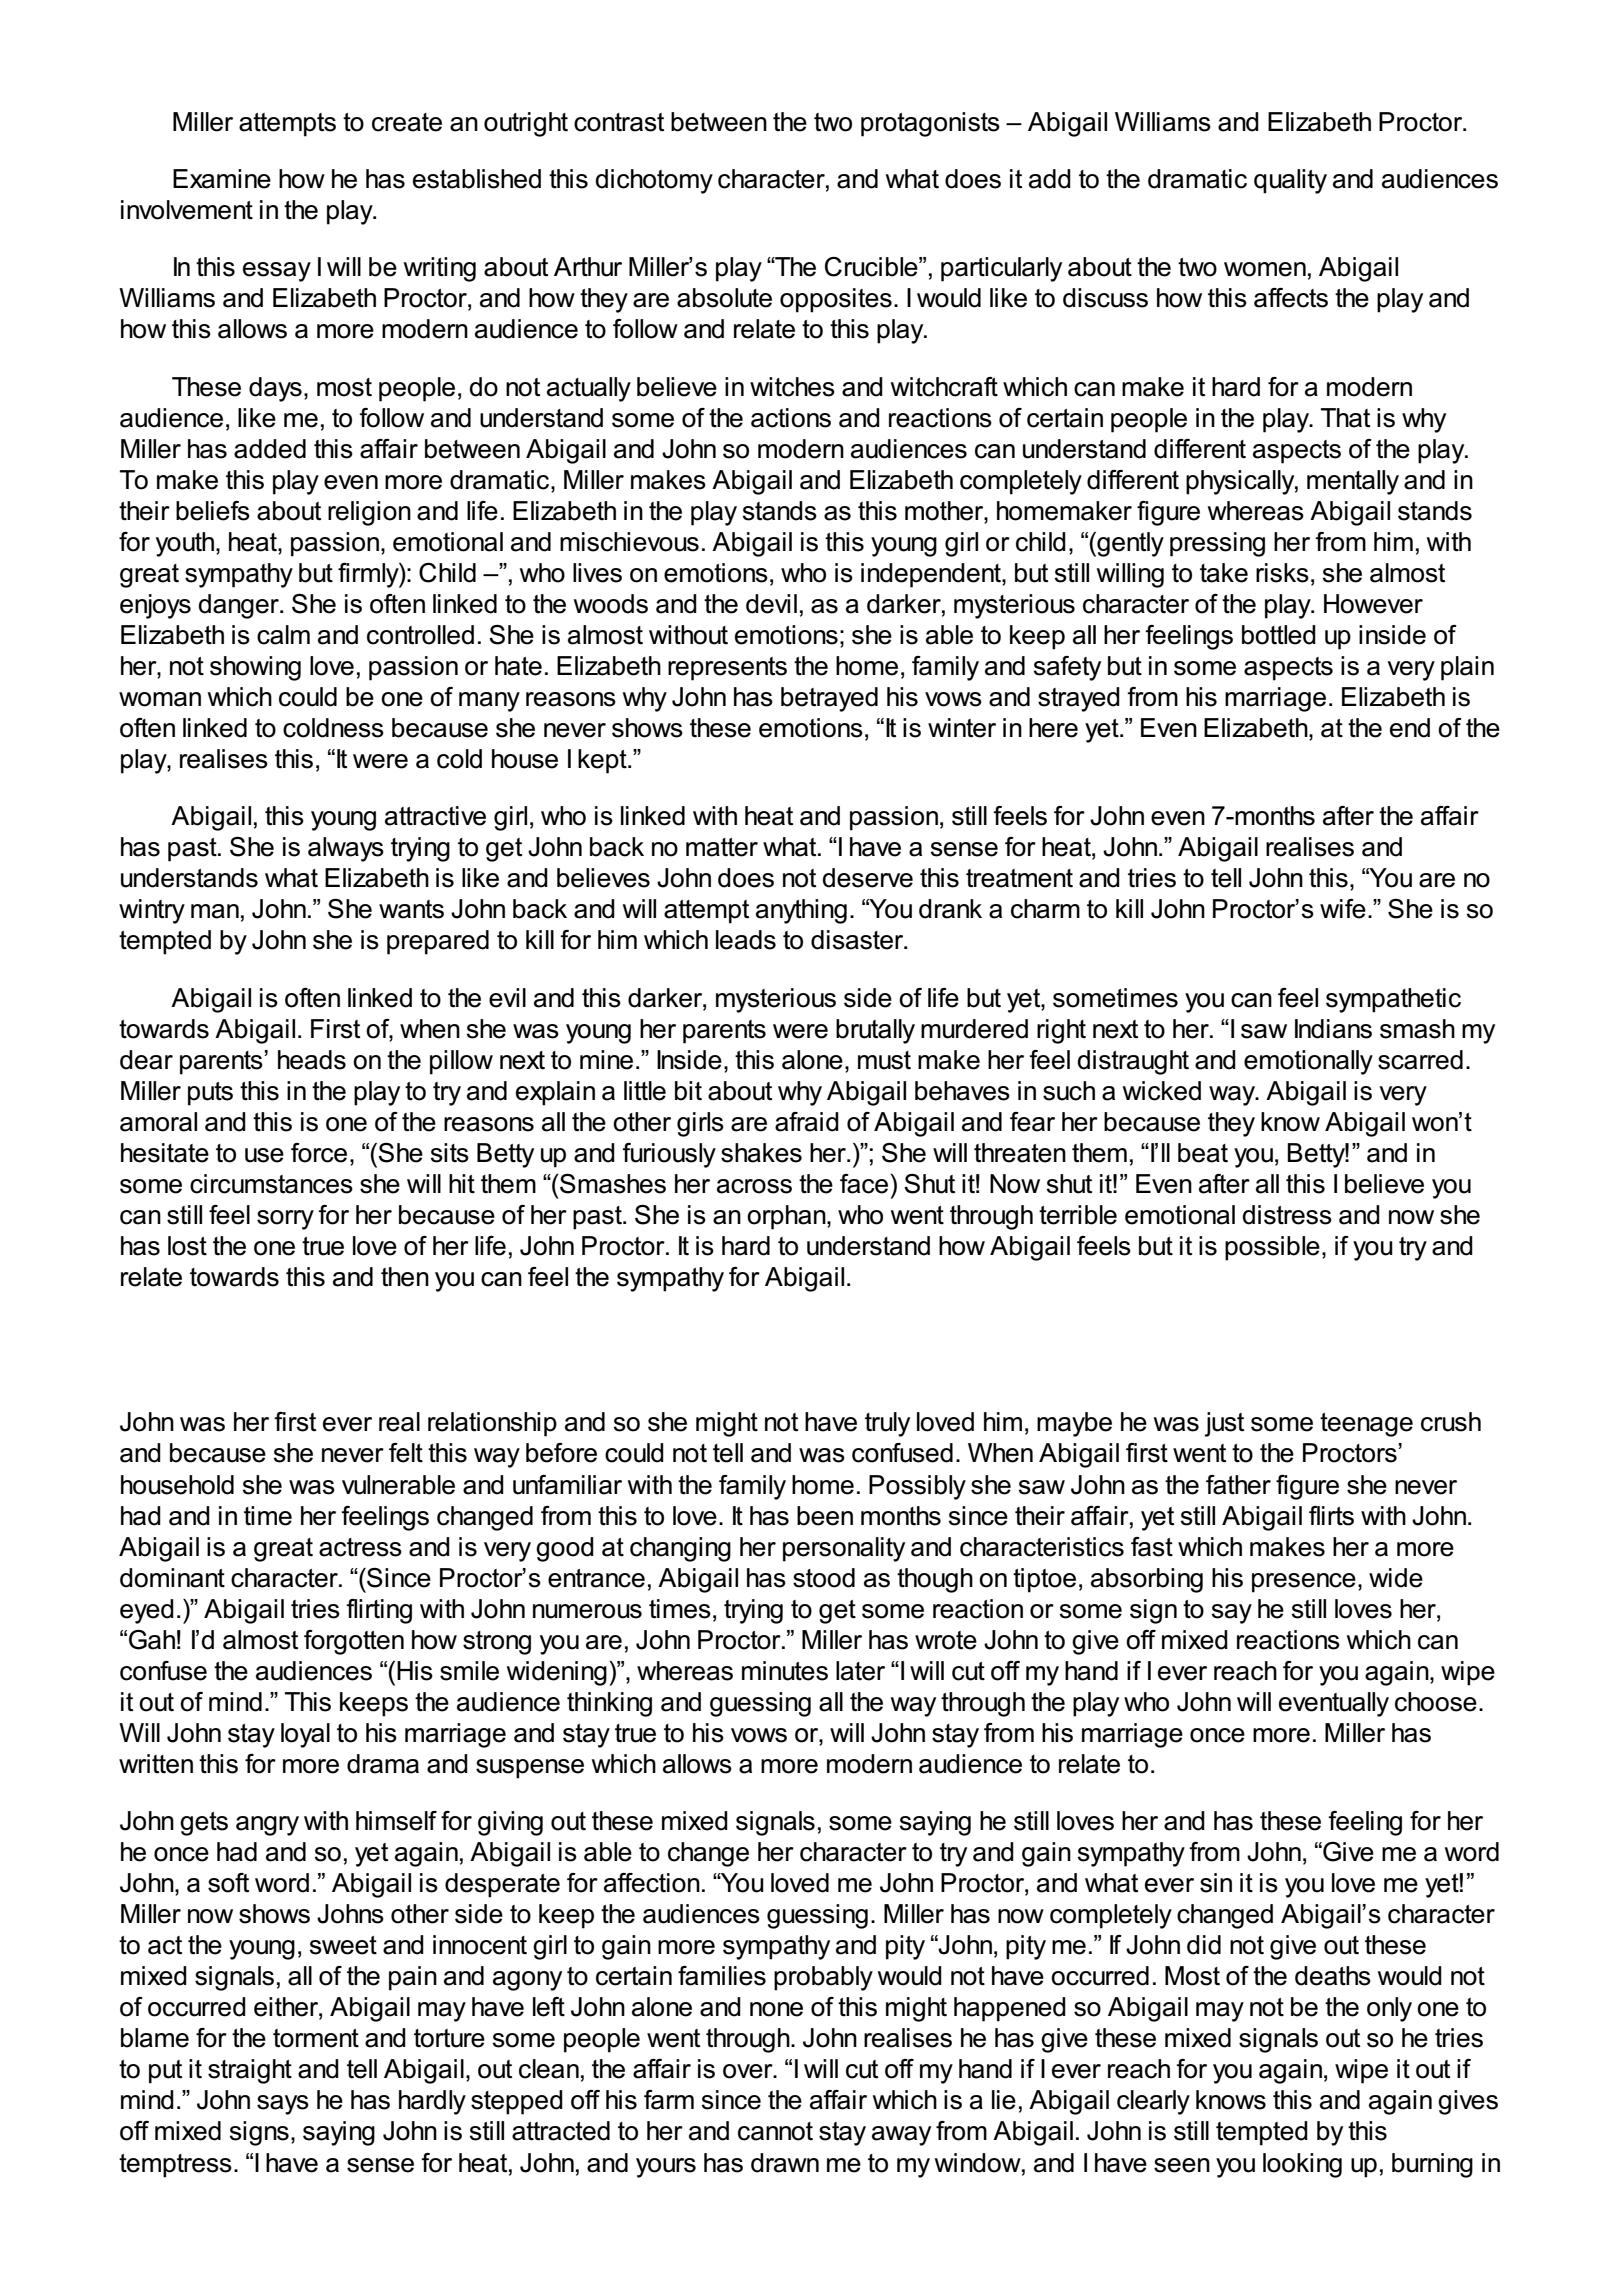 Miller attempts to create an outright contrast between the two protagonists – Abigail Williams and Elizabeth Proctor.
Examine how he has established this dichotomy character, and what does it add to the dramatic quality and audiences
involvement in the play.
In this essay I will be writing about Arthur Miller’s play “The Crucible”, particularly about the two women, Abigail
Williams and Elizabeth Proctor, and how they are absolute opposites. I would like to discuss how this affects the play and
how this allows a more modern audience to follow and relate to this play.
These days, most people, do not actually believe in witches and witchcraft which can make it hard for a modern
audience, like me, to follow and understand some of the actions and reactions of certain people in the play. That is why
Miller has added this affair between Abigail and John so modern audiences can understand different aspects of the play.
To make this play even more dramatic, Miller makes Abigail and Elizabeth completely different physically, mentally and in
their beliefs about religion and life. Elizabeth in the play stands as this mother, homemaker figure whereas Abigail stands
for youth, heat, passion, emotional and mischievous. Abigail is this young girl or child, “(gently pressing her from him, with
great sympathy but firmly): Child –”, who lives on emotions, who is independent, but still willing to take risks, she almost
enjoys danger. She is often linked to the woods and the devil, as a darker, mysterious character of the play. However
Elizabeth is calm and controlled. She is almost without emotions; she is able to keep all her feelings bottled up inside of
her, not showing love, passion or hate. Elizabeth represents the home, family and safety but in some aspects is a very plain
woman which could be one of many reasons why John has betrayed his vows and strayed from his marriage. Elizabeth is
often linked to coldness because she never shows these emotions, “It is winter in here yet.” Even Elizabeth, at the end of the
play, realises this, “It were a cold house I kept.”
Abigail, this young attractive girl, who is linked with heat and passion, still feels for John even 7-months after the affair
has past. She is always trying to get John back no matter what. “I have a sense for heat, John.” Abigail realises and
understands what Elizabeth is like and believes John does not deserve this treatment and tries to tell John this, “You are no
wintry man, John.” She wants John back and will attempt anything. “You drank a charm to kill John Proctor’s wife.” She is so
tempted by John she is prepared to kill for him which leads to disaster.
Abigail is often linked to the evil and this darker, mysterious side of life but yet, sometimes you can feel sympathetic
towards Abigail. First of, when she was young her parents were brutally murdered right next to her. “I saw Indians smash my
dear parents’ heads on the pillow next to mine.” Inside, this alone, must make her feel distraught and emotionally scarred.
Miller puts this in the play to try and explain a little bit about why Abigail behaves in such a wicked way. Abigail is very
amoral and this is one of the reasons all the other girls are afraid of Abigail and fear her because they know Abigail won’t
hesitate to use force, “(She sits Betty up and furiously shakes her.)”; She will threaten them, “I’ll beat you, Betty!” and in
some circumstances she will hit them “(Smashes her across the face) Shut it! Now shut it!” Even after all this I believe you
can still feel sorry for her because of her past. She is an orphan, who went through terrible emotional distress and now she
has lost the one true love of her life, John Proctor. It is hard to understand how Abigail feels but it is possible, if you try and
relate towards this and then you can feel the sympathy for Abigail.
John was her first ever real relationship and so she might not have truly loved him, maybe he was just some teenage crush
and because she never felt this way before could not tell and was confused. When Abigail first went to the Proctors’
household she was vulnerable and unfamiliar with the family home. Possibly she saw John as the father figure she never
had and in time her feelings changed from this to love. It has been months since their affair, yet still Abigail flirts with John.
Abigail is a great actress and is very good at changing her personality and characteristics fast which makes her a more
dominant character. “(Since Proctor’s entrance, Abigail has stood as though on tiptoe, absorbing his presence, wide
eyed.)” Abigail tries flirting with John numerous times, trying to get some reaction or some sign to say he still loves her,
“Gah! I’d almost forgotten how strong you are, John Proctor.” Miller has wrote John to give off mixed reactions which can
confuse the audiences “(His smile widening)”, whereas minutes later “I will cut off my hand if I ever reach for you again, wipe
it out of mind.” This keeps the audience thinking and guessing all the way through the play who John will eventually choose.
Will John stay loyal to his marriage and stay true to his vows or, will John stay from his marriage once more. Miller has
written this for more drama and suspense which allows a more modern audience to relate to.
John gets angry with himself for giving out these mixed signals, some saying he still loves her and has these feeling for her
he once had and so, yet again, Abigail is able to change her character to try and gain sympathy from John, “Give me a word
John, a soft word.” Abigail is desperate for affection. “You loved me John Proctor, and what ever sin it is you love me yet!”
Miller now shows Johns other side to keep the audiences guessing. Miller has now completely changed Abigail’s character
to act the young, sweet and innocent girl to gain more sympathy and pity “John, pity me.” If John did not give out these
mixed signals, all of the pain and agony to certain families probably would not have occurred. Most of the deaths would not
of occurred either, Abigail may have left John alone and none of this might happened so Abigail may not be the only one to
blame for the torment and torture some people went through. John realises he has give these mixed signals out so he tries
to put it straight and tell Abigail, out clean, the affair is over. “I will cut off my hand if I ever reach for you again, wipe it out if
mind.” John says he has hardly stepped off his farm since the affair which is a lie, Abigail clearly knows this and again gives
off mixed signs, saying John is still attracted to her and cannot stay away from Abigail. John is still tempted by this
temptress. “I have a sense for heat, John, and yours has drawn me to my window, and I have seen you looking up, burning in